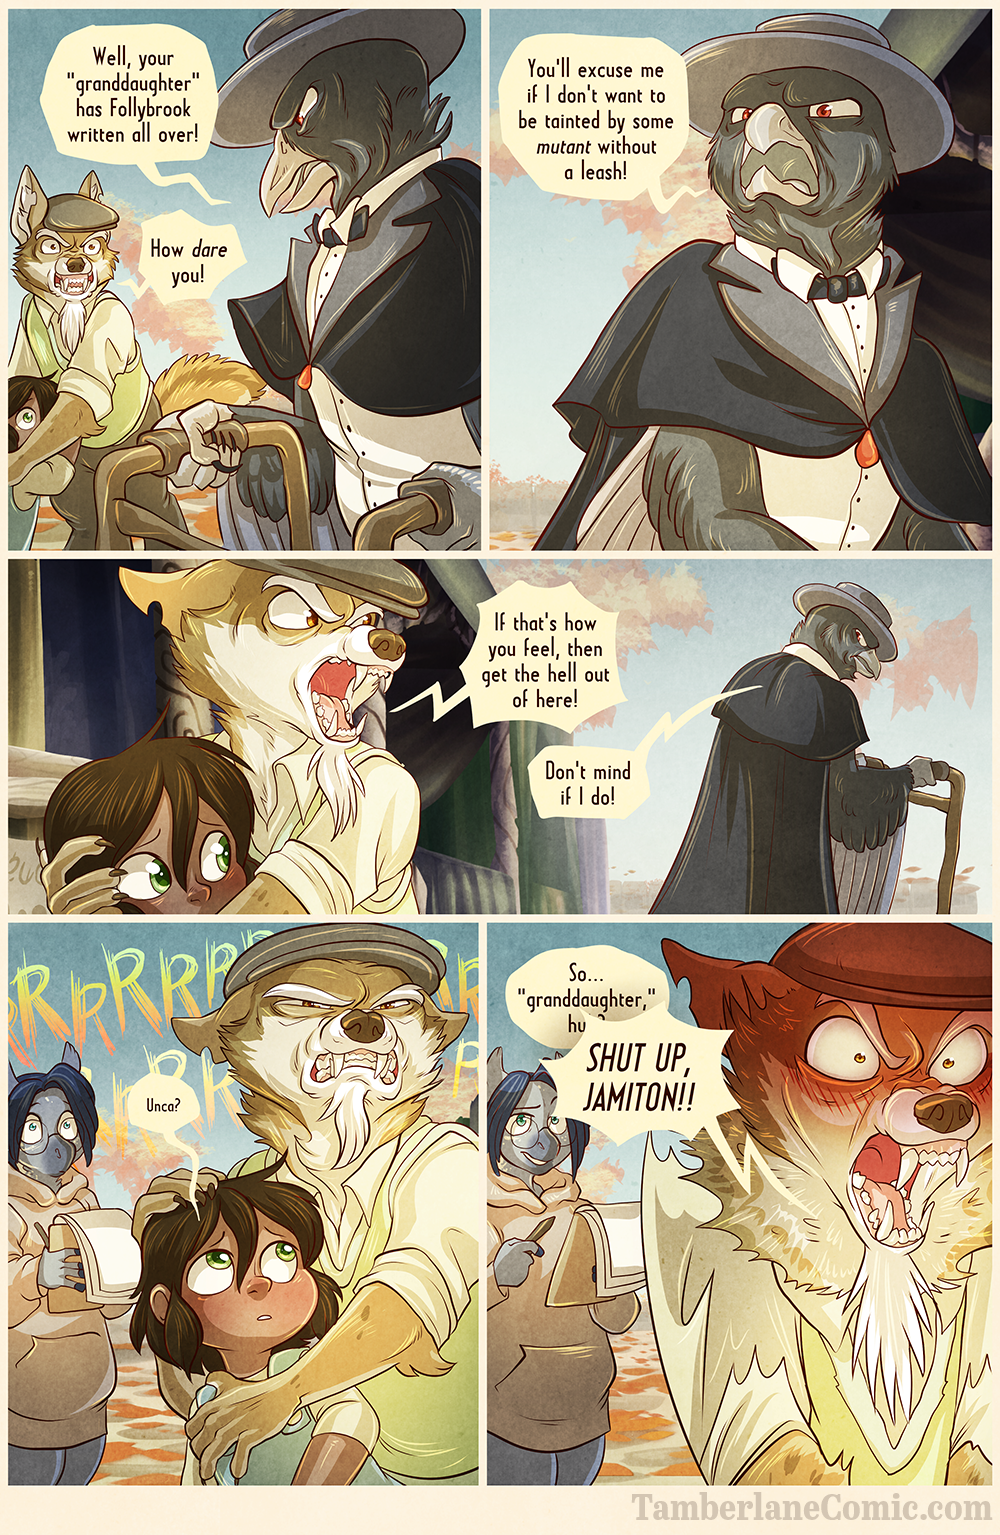 Well, your
"granddaughter"
has Follybrook
written all over!
How dare
you!
You'll excuse me
if I don't want to
be tainted by some
mutant without
a leash!
If that's how
you feel, then
get the hell out
of here!
Don't mind
if I do!
Unca?
So...
"granddaughter,"
SHUT UP,
JAMITON!!
TamberlaneComic.com